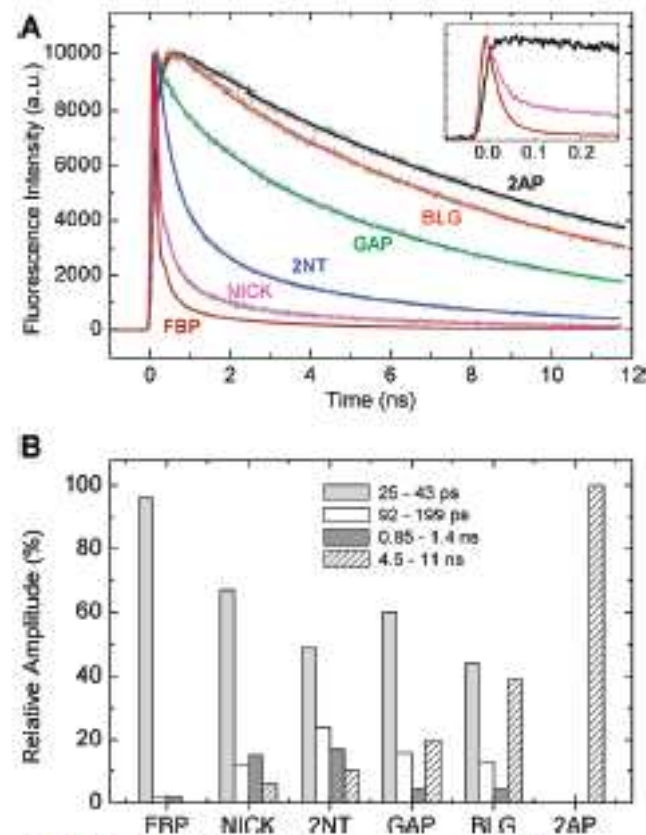 A
10000
8000
6000
4000
2000
0
Fluorescence Intensity (a.u.)
0.0 0.1 0.2
2AP
BLG
GAP
2NT
NICK
FBP
0 2 4 6 8 10 12
Time (ns)
B
100
80
60
40
20
0
Relative Amplitude (%)
25 - 43 ps
92 - 199 ps
0.85 - 1.4 ns
4.5 - 11 ns
FBP NICK 2NT GAP BLG 2AP